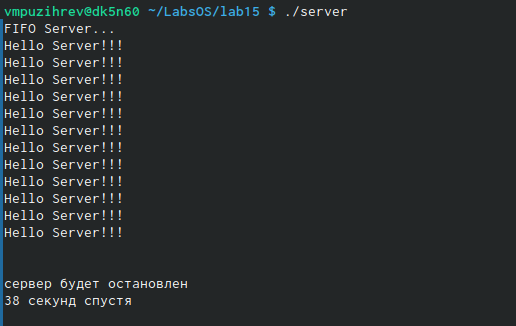 vmpuzihrev@dk5n60 ~/LabsOS/lab15 $ ./server
FIFO Server...
Hello Server!!!
Hello Server!!!
Hello Server!!!
Hello Server!!!
Hello Server!!!
Hello Server!!!
Hello Server!!!
Hello Server!!!
Hello Server!!!
Hello Server!!!
Hello Server!!!
Hello Server!!!
сервер будет остановлен
38 секунд спустя